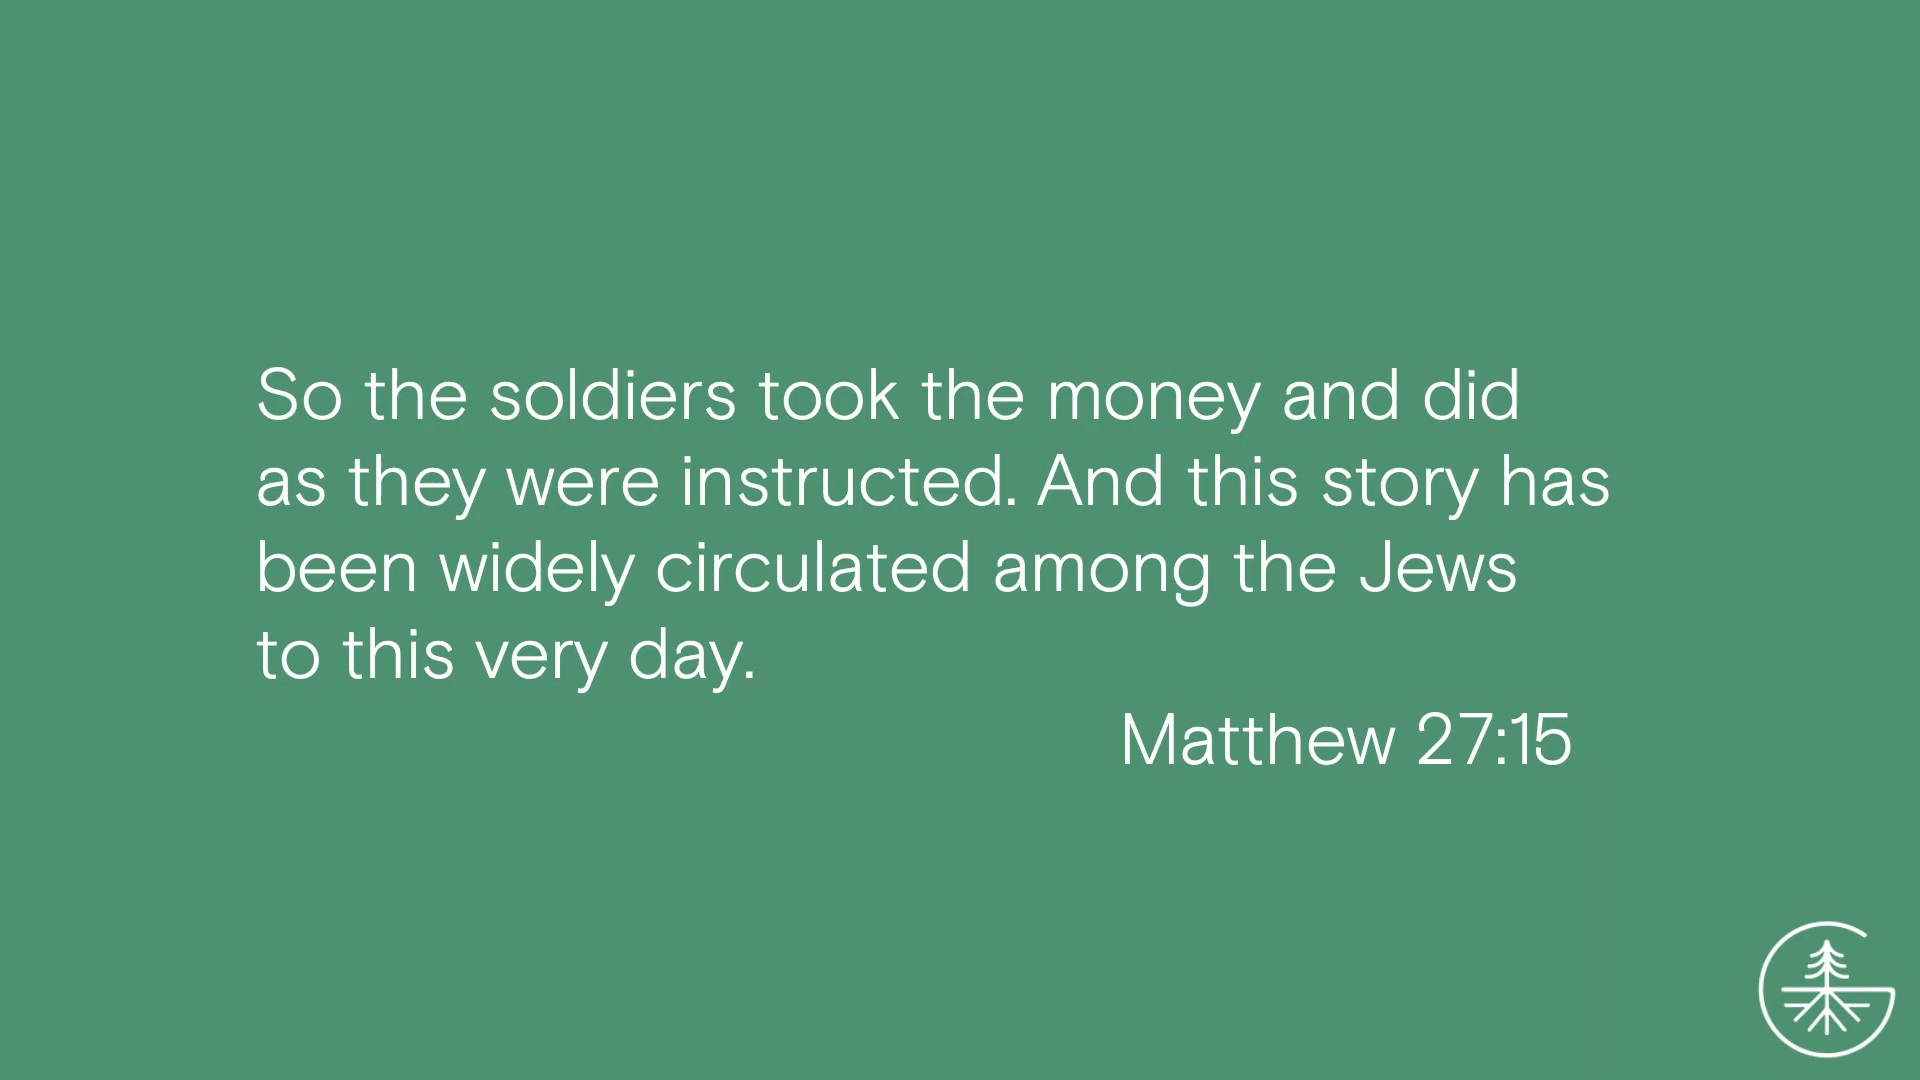 So the soldiers took the money and did
as they were instructed. And this story has
been widely circulated among the Jews
to this very day.
Matthew 27:15